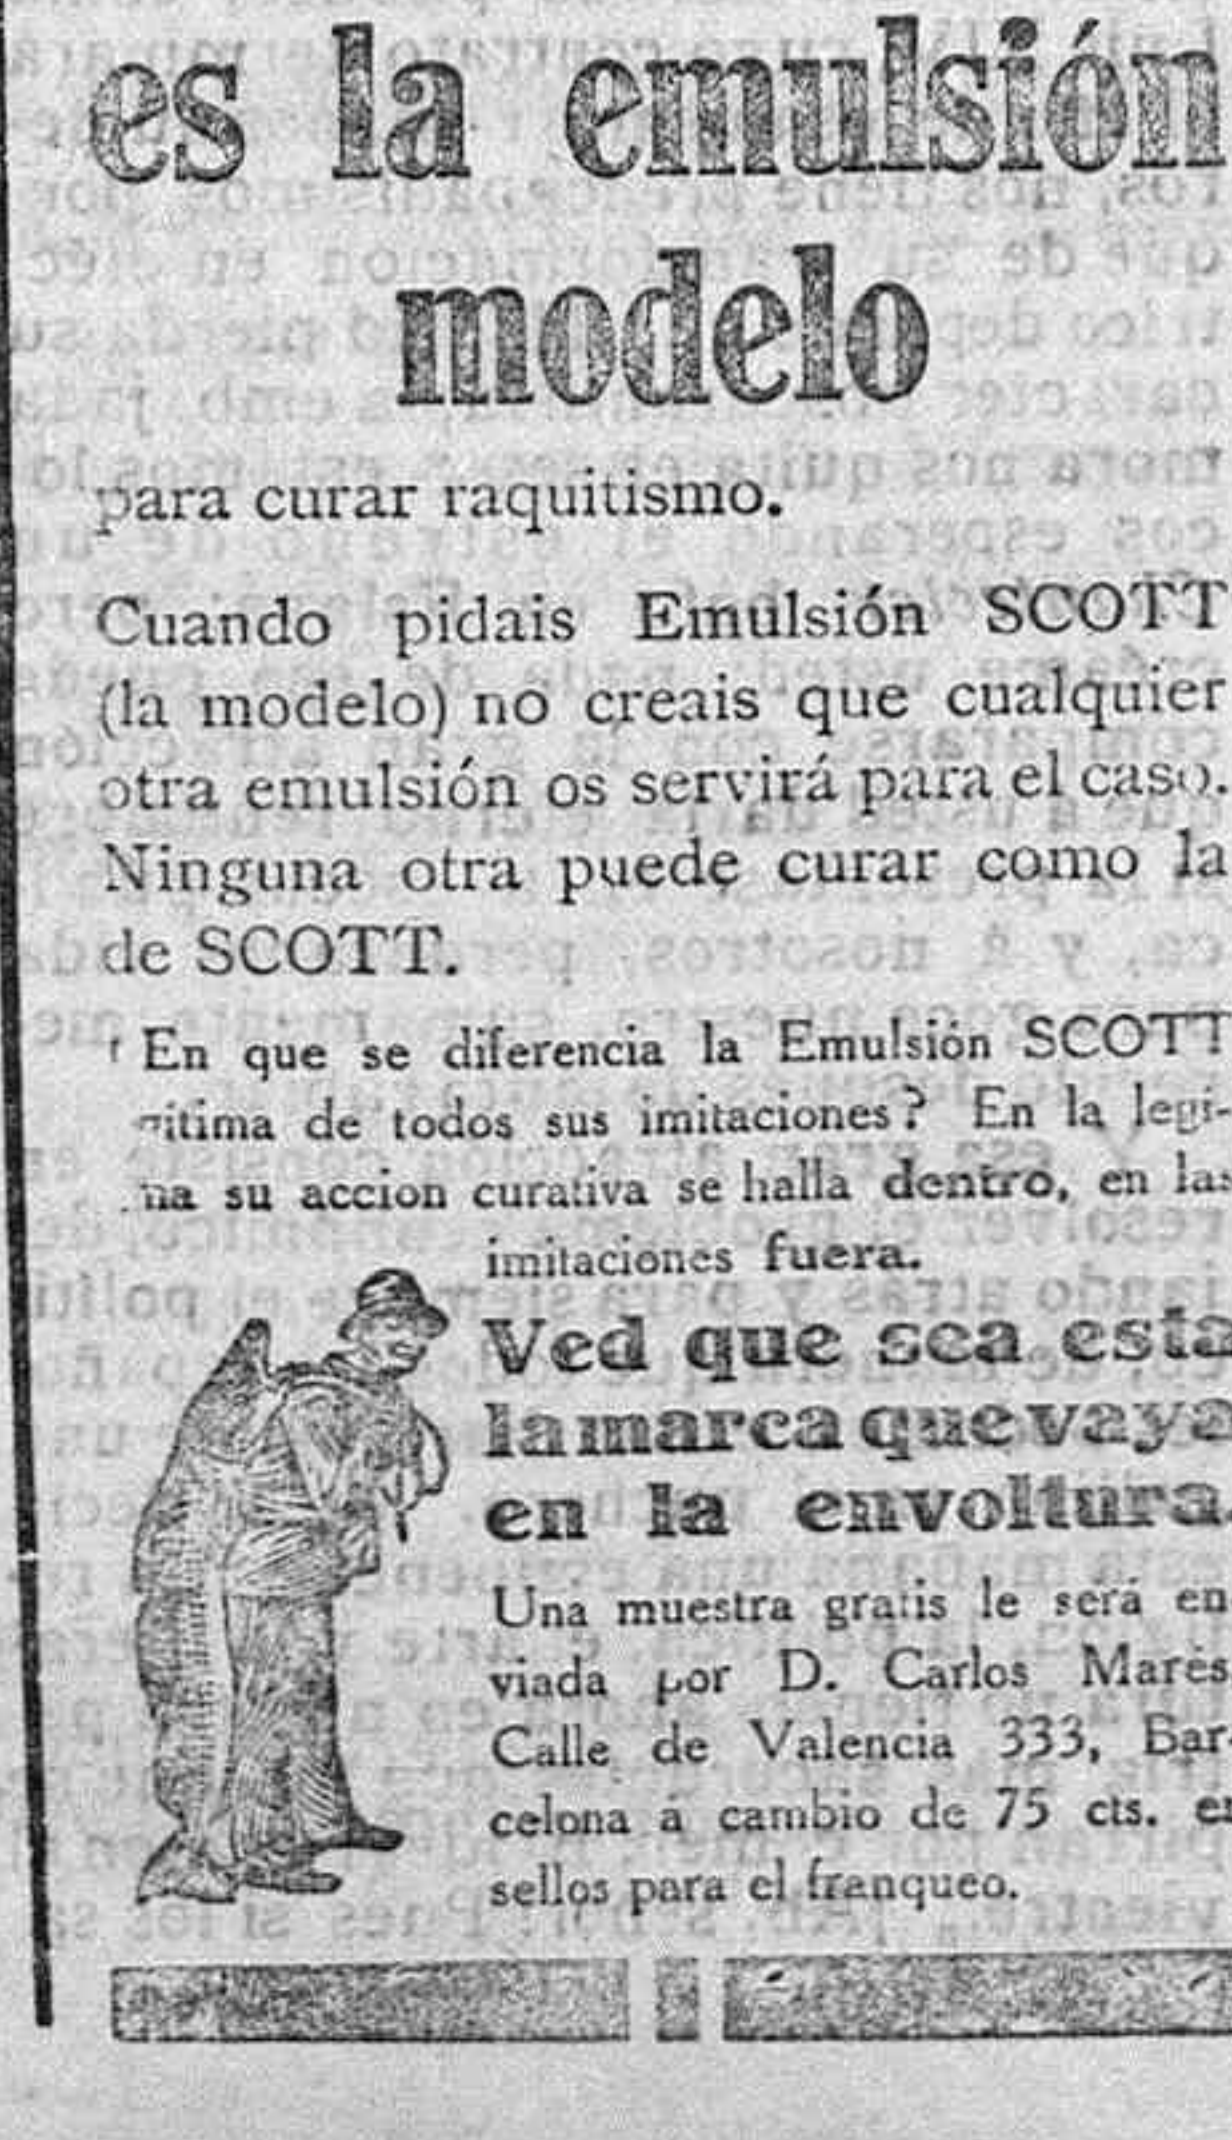 es la emulsión
modelo
para curar raquitismo.
Cuando pidais Emulsión SCOTT
(la modelo) no creais que cualquier
otra emulsión os servirá para el caso.
Ninguna otra puede curar como la
de SCOTT.
En que se diferencia la Emulsión SCOTT
gitima de todos sus imitaciones? En la legi-
ma su accion curativa se halla dentro, en las
imitaciones fuera.
Ved que sea esta
la marca que vaya
en la envoltura
Una muestra gratis le será en
viada por D. Carlos Marés
Calle de Valencia 333, Bar-
celona á cambio de 75 cts. en
sellos para el franqueo.